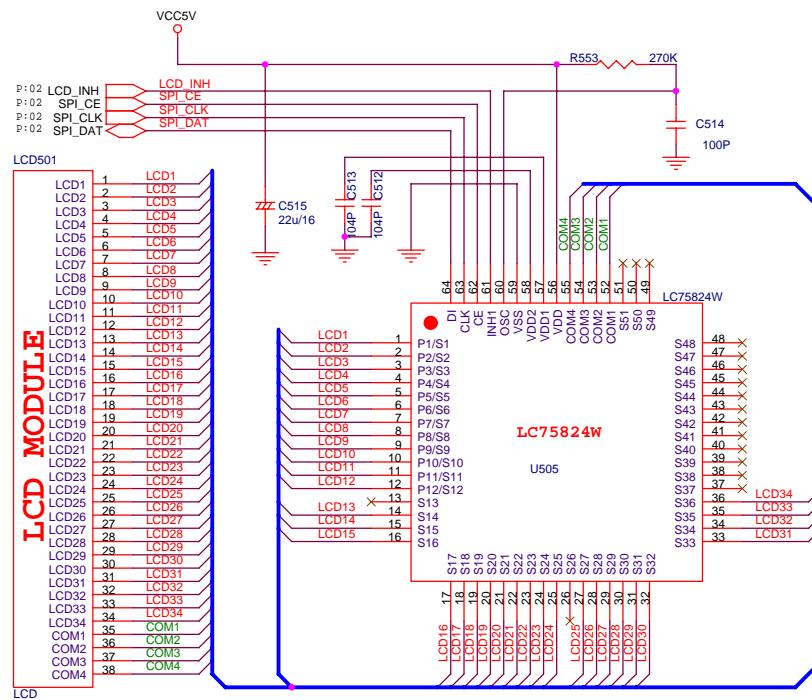 VCC5V
R553 270K
P:02 LCD_INH LCD_INH
P:02 SPI_CE SPI_CE
P:02 SPI_CLK SPI_CLK
P:02 SPI_DAT SPI_DAT
C514
100P
LCD501
C515
22u/16
C513
104P
C512
104P
LCD MODULE
LCD1 1 LCD1
LCD2 2 LCD2
LCD3 3 LCD3
LCD4 4 LCD4
LCD5 5 LCD5
LCD6 6 LCD6
LCD7 7 LCD7
LCD8 8 LCD8
LCD9 9 LCD9
LCD10 10 LCD10
LCD11 11 LCD11
LCD12 12 LCD12
LCD13 13 LCD13
LCD14 14 LCD14
LCD15 15 LCD15
LCD16 16 LCD16
LCD17 17 LCD17
LCD18 18 LCD18
LCD19 19 LCD19
LCD20 20 LCD20
LCD21 21 LCD21
LCD22 22 LCD22
LCD23 23 LCD23
LCD24 24 LCD24
LCD25 25 LCD25
LCD26 26 LCD26
LCD27 27 LCD27
LCD28 28 LCD28
LCD29 29 LCD29
LCD30 30 LCD30
LCD31 31 LCD31
LCD32 32 LCD32
LCD33 33 LCD33
LCD34 34 LCD34
COM1 35 COM1
COM2 36 COM2
COM3 37 COM3
COM4 38 COM4
LCD
COM4 COM3 COM2 COM1
64 63 62 61 60 59 58 57 56 55 54 53 52 51 50 49
LC75824W
DI CLK CE INH1 OSC VSS VDD2 VDD1 VDD COM4 COM3 COM2 COM1 S51 S50 S49
LCD1 1 P1/S1
LCD2 2 P2/S2
LCD3 3 P3/S3
LCD4 4 P4/S4
LCD5 5 P5/S5
LCD6 6 P6/S6
LCD7 7 P7/S7
LCD8 8 P8/S8
LCD9 9 P9/S9
LCD10 10 P10/S10
LCD11 11 P11/S11
LCD12 12 P12/S12
13 S13
LCD13 14 S14
LCD14 15 S15
LCD15 16 S16
LC75824W
U505
S48 48
S47 47
S46 46
S45 45
S44 44
S43 43
S42 42
S41 41
S40 40
S39 39
S38 38
S37 37
S36 36 LCD34
S35 35 LCD33
S34 34 LCD32
S33 33 LCD31
S17 S18 S19 S20 S21 S22 S23 S24 S25 S26 S27 S28 S29 S30 S31 S32
17 18 19 20 21 22 23 24 25 26 27 28 29 30 31 32
LCD16 LCD17 LCD18 LCD19 LCD20 LCD21 LCD22 LCD23 LCD24 LCD25 LCD26 LCD27 LCD28 LCD29 LCD30